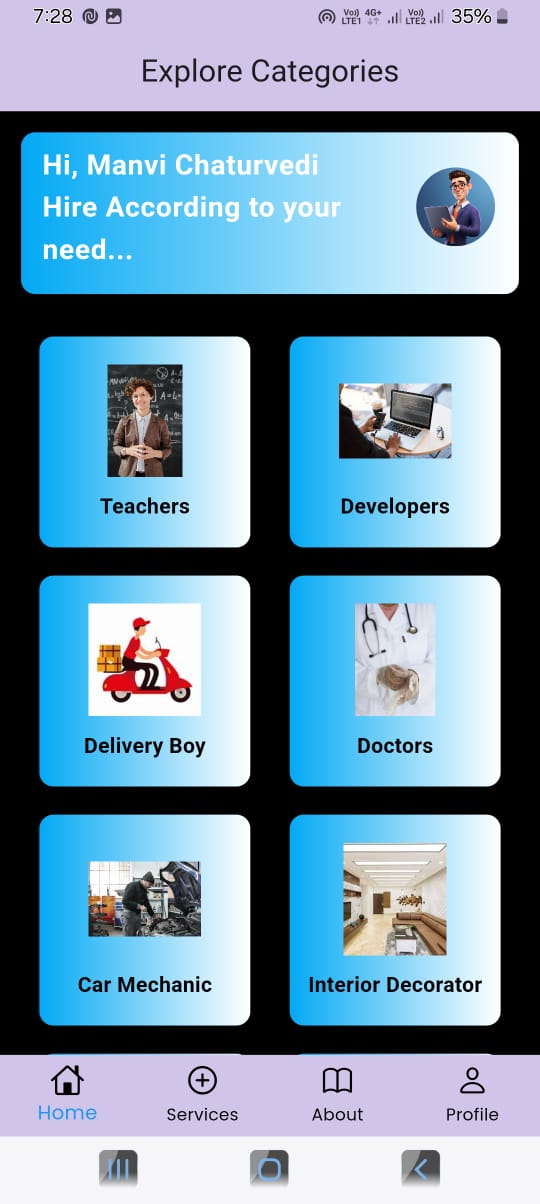 7:28
Vo)) LTE1 4G+ Vo)) LTE2 35%
Explore Categories
Hi, Manvi Chaturvedi
Hire According to your
need...
Teachers
Developers
Delivery Boy
Doctors
Car Mechanic
Interior Decorator
Home
Services
About
Profile